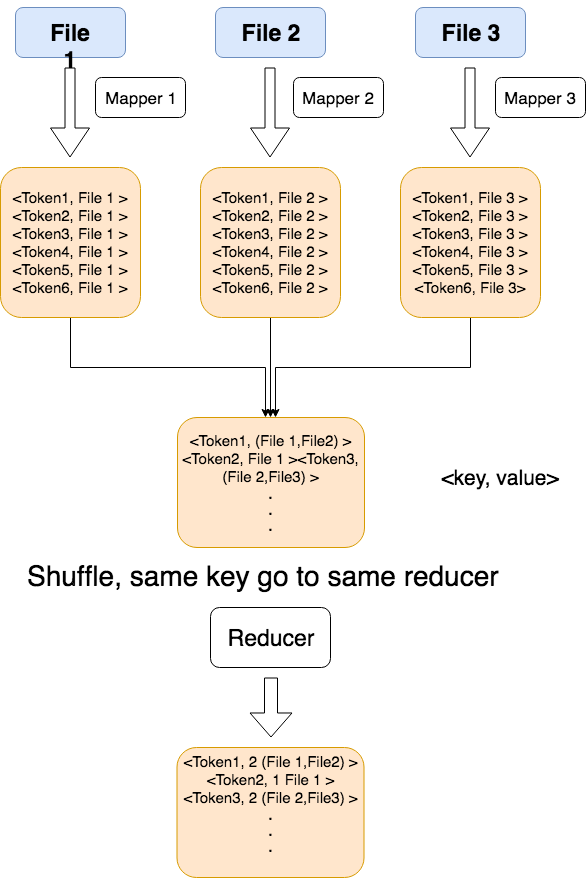 File 1
File 2
File 3
Mapper 1
Mapper 2
Mapper 3
<Token1, File 1 >
<Token2, File 1 >
<Token3, File 1 >
<Token4, File 1 >
<Token5, File 1 >
<Token6, File 1 >
<Token1, File 2 >
<Token2, File 2 >
<Token3, File 2 >
<Token4, File 2 >
<Token5, File 2 >
<Token6, File 2 >
<Token1, File 3 >
<Token2, File 3 >
<Token3, File 3 >
<Token4, File 3 >
<Token5, File 3 >
<Token6, File 3>
<Token1, (File 1,File2) >
<Token2, File 1 ><Token3,
(File 2,File3) >
.
.
.
<key, value>
Shuffle, same key go to same reducer
Reducer
<Token1, 2 (File 1,File2) >
<Token2, 1 File 1 >
<Token3, 2 (File 2,File3) >
.
.
.